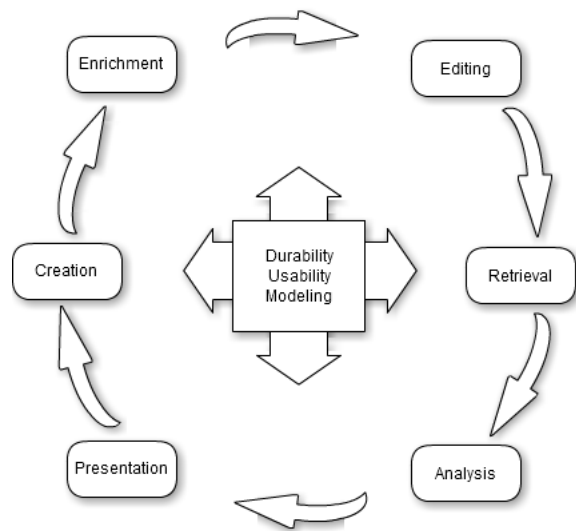 Enrichment
Editing
Durability
Usability
Modeling
Creation
Retrieval
Presentation
Analysis